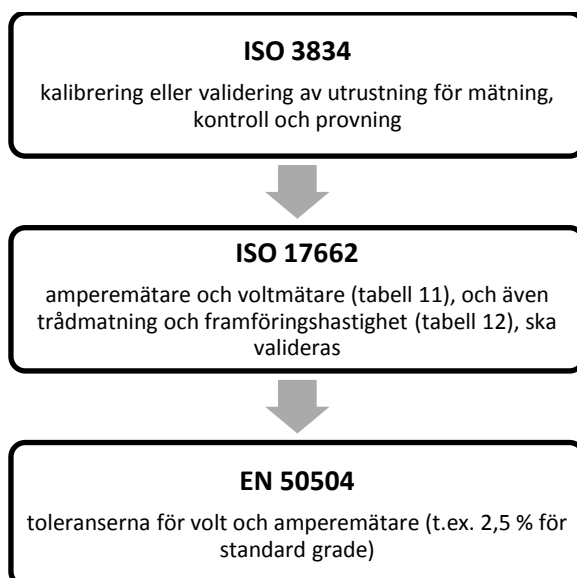 ISO 3834
kalibrering eller validering av utrustning för mätning,
kontroll och provning
ISO 17662
amperemätare och voltmätare (tabell 11), och även
trådmatning och framföringshastighet (tabell 12), ska
valideras
EN 50504
toleranserna för volt och amperemätare (t.ex. 2,5 % för
standard grade)